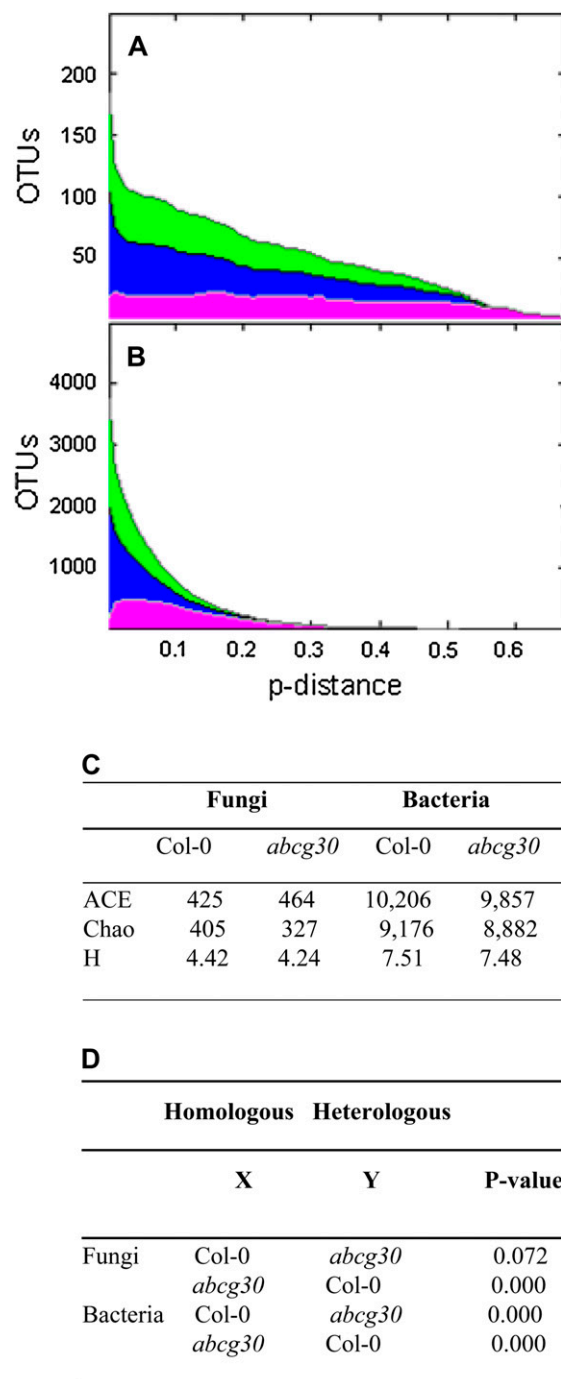 A
OTUs
200
150
100
50
B
OTUs
4000
3000
2000
1000
0.1 0.2 0.3 0.4 0.5 0.6
p-distance
C
Fungi Bacteria
Col-0 abcg30 Col-0 abcg30
ACE 425 464 10,206 9,857
Chao 405 327 9,176 8,882
H 4.42 4.24 7.51 7.48
D
Homologous Heterologous
X Y P-value
Fungi Col-0 abcg30 0.072
abcg30 Col-0 0.000
Bacteria Col-0 abcg30 0.000
abcg30 Col-0 0.000